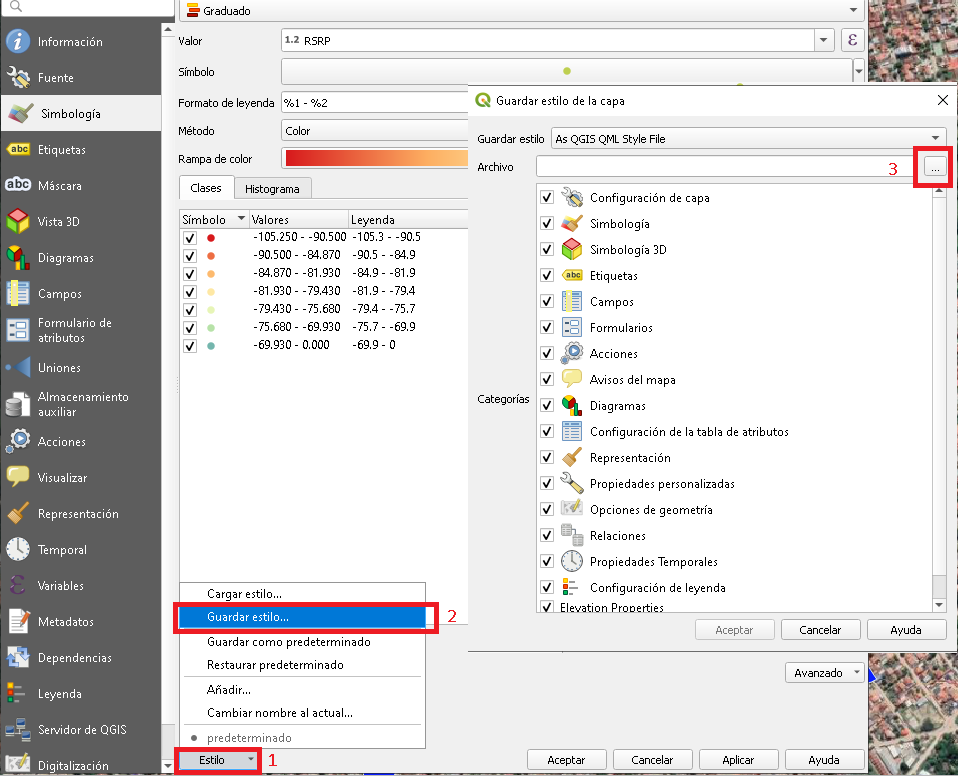 Graduado
Información
Fuente
Simbología
Etiquetas
Máscara
Vista 3D
Diagramas
Campos
Formulario de
atributos
Uniones
Almacenamiento
auxiliar
Acciones
Visualizar
Representación
Temporal
Variables
Metadatos
Dependencias
Leyenda
Servidor de QGIS
Digitalización
Valor
1.2 RSRP
ε
Símbolo
Formato de leyenda
%1 - %2
Método
Color
Rampa de color
Clases
Histograma
Símbolo Valores Leyenda
-105.250 - -90.500 -105.3 - -90.5
-90.500 - -84.870 -90.5 - -84.9
-84.870 - -81.930 -84.9 - -81.9
-81.930 - -79.430 -81.9 - -79.4
-79.430 - -75.680 -79.4 - -75.7
-75.680 - -69.930 -75.7 - -69.9
-69.930 - 0.000 -69.9 - 0
Cargar estilo...
Guardar estilo...
2
Guardar como predeterminado
Restaurar predeterminado
Añadir...
Cambiar nombre al actual...
predeterminado
Estilo
1
Guardar estilo de la capa
Guardar estilo
As QGIS QML Style File
Archivo
3
...
Categorías
Configuración de capa
Simbología
Simbología 3D
abc Etiquetas
Campos
Formularios
Acciones
Avisos del mapa
Diagramas
Configuración de la tabla de atributos
Representación
Propiedades personalizadas
Opciones de geometría
Relaciones
Propiedades Temporales
Configuración de leyenda
Elevation Properties
Aceptar
Cancelar
Ayuda
Avanzado
Aceptar
Cancelar
Aplicar
Ayuda